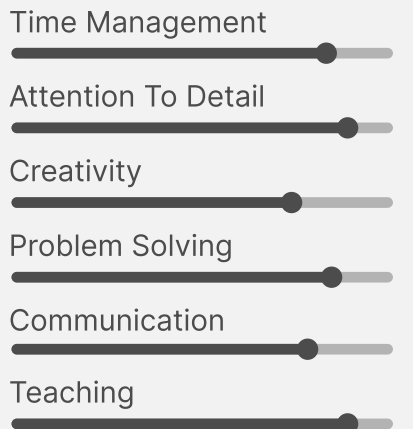 Time Management
Attention To Detail
Creativity
Problem Solving
Communication
Teaching